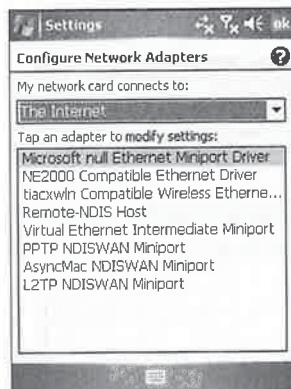 Settings
ok
Configure Network Adapters
?
My network card connects to:
The Internet
Tap an adapter to modify settings:
Microsoft null Ethernet Miniport Driver
NE2000 Compatible Ethernet Driver
tiacxwln Compatible Wireless Etherne...
Remote-NDIS Host
Virtual Ethernet Intermediate Miniport
PPTP NDISWAN Miniport
AsyncMac NDISWAN Miniport
L2TP NDISWAN Miniport